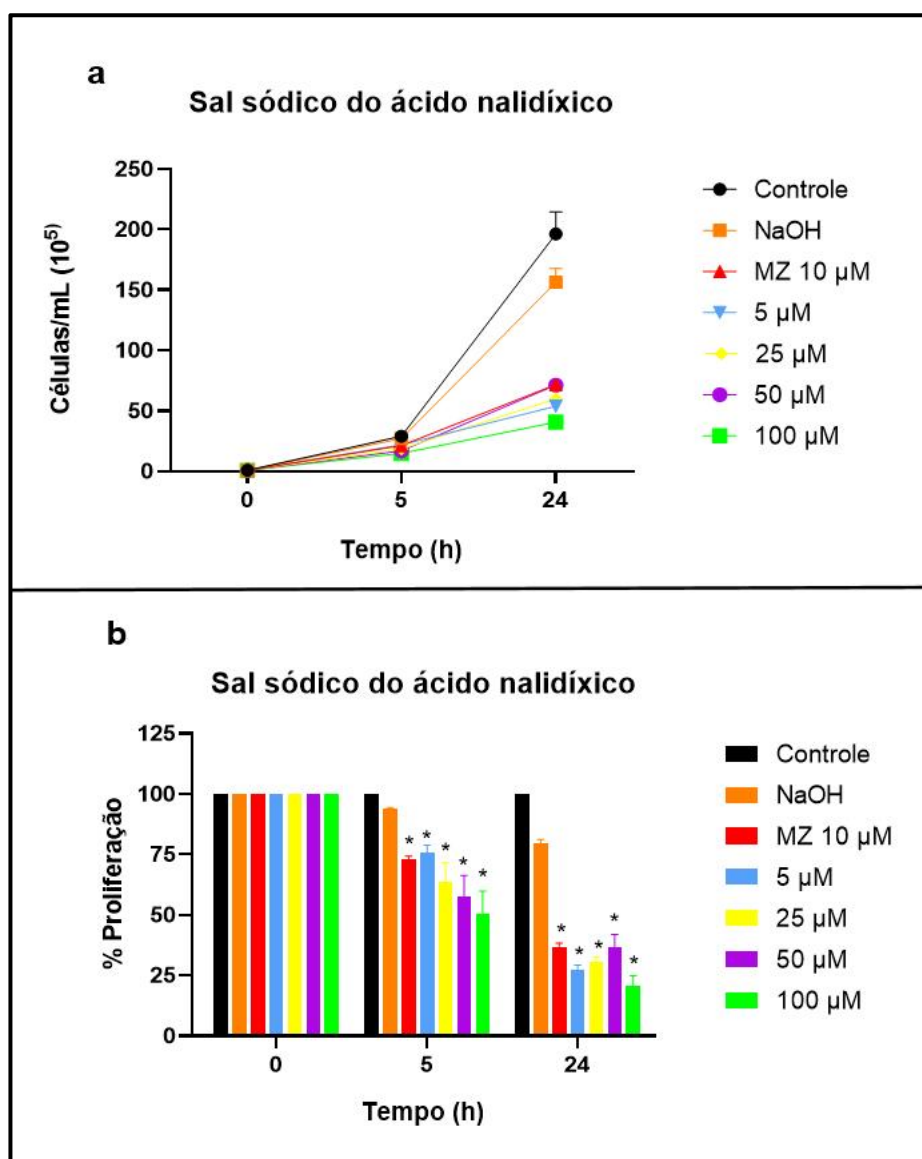 a
Sal sódico do ácido nalidíxico
Células/mL (10⁵)
250
200
150
100
50
0
0 5 24
Tempo (h)
Controle
NaOH
MZ 10 µM
5 µM
25 µM
50 µM
100 µM
b
Sal sódico do ácido nalidíxico
% Proliferação
125
100
75
50
25
0
* * * * *
* * * * *
0 5 24
Tempo (h)
Controle
NaOH
MZ 10 µM
5 µM
25 µM
50 µM
100 µM